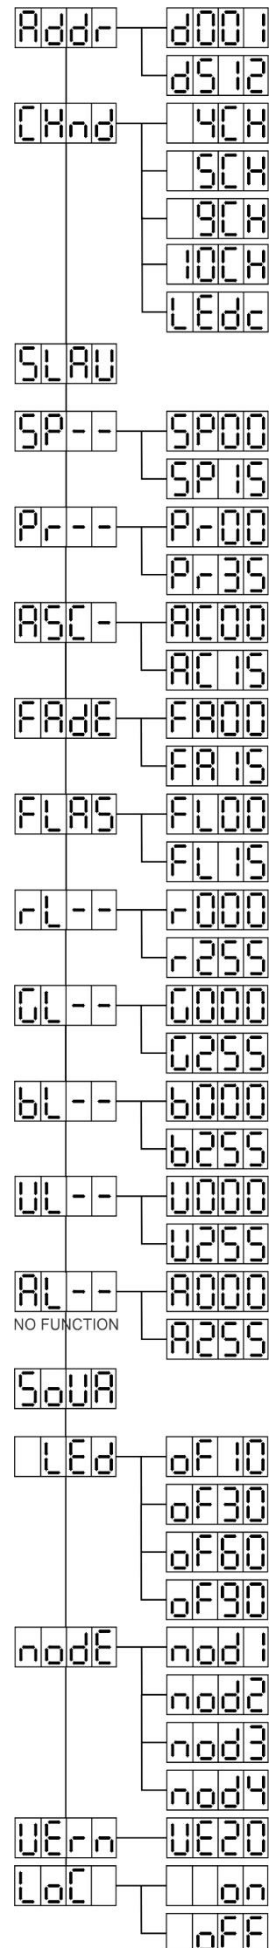 Addr d001
dS12
CHnd 4CH
5CH
9CH
10CH
LEdc
SLAU
SP-- SP00
SP15
Pr-- Pr00
Pr35
ASC- AC00
AC15
FAdE FA00
FA15
FLAS FL00
FL15
rL-- r000
r255
GL-- G000
G255
bL-- b000
b255
UL-- U000
U255
AL-- A000
NO FUNCTION
A255
SoUA
LEd oF10
oF30
oF60
oF90
nodE nod1
nod2
nod3
nod4
UErn UE20
LoC on
oFF